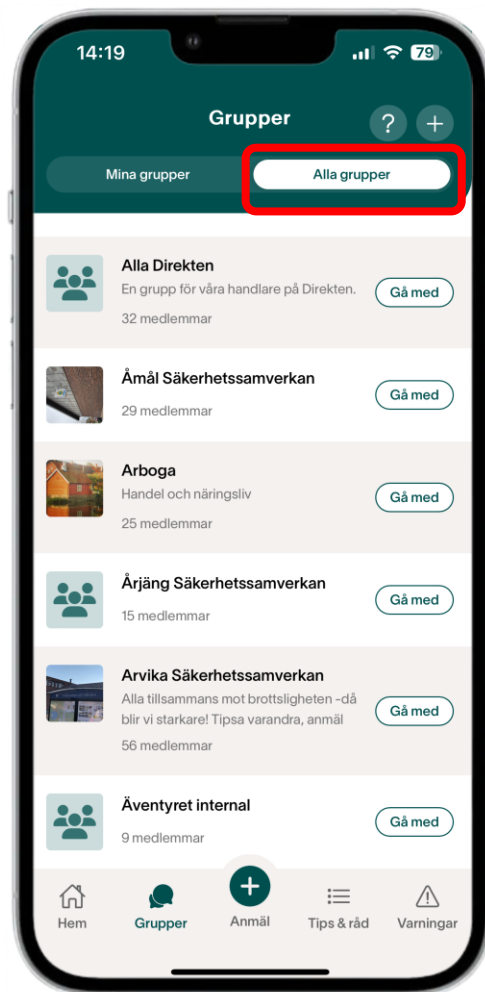 14:19
79
Grupper
?
+
Mina grupper
Alla grupper
Alla Direkten
En grupp för våra handlare på Direkten.
Gå med
32 medlemmar
Åmål Säkerhetssamverkan
Gå med
29 medlemmar
Arboga
Handel och näringsliv
Gå med
25 medlemmar
Årjäng Säkerhetssamverkan
Gå med
15 medlemmar
Arvika Säkerhetssamverkan
Alla tillsammans mot brottsligheten -då
blir vi starkare! Tipsa varandra, anmäl
Gå med
56 medlemmar
Äventyret internal
Gå med
9 medlemmar
+
Hem
Grupper
Anmäl
Tips & råd
Varningar